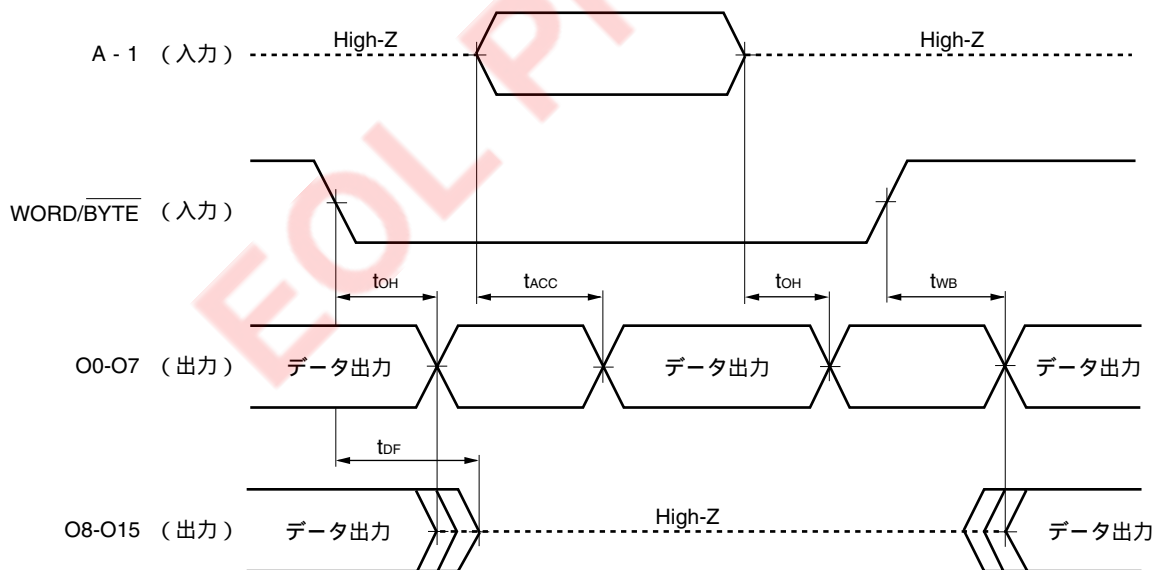 A - 1 （入力）
High-Z
High-Z
WORD/BYTE （入力）
tOH
tACC
tOH
tWB
O0-O7 （出力）
データ出力
データ出力
データ出力
tDF
O8-O15 （出力）
データ出力
High-Z
データ出力
EOL P